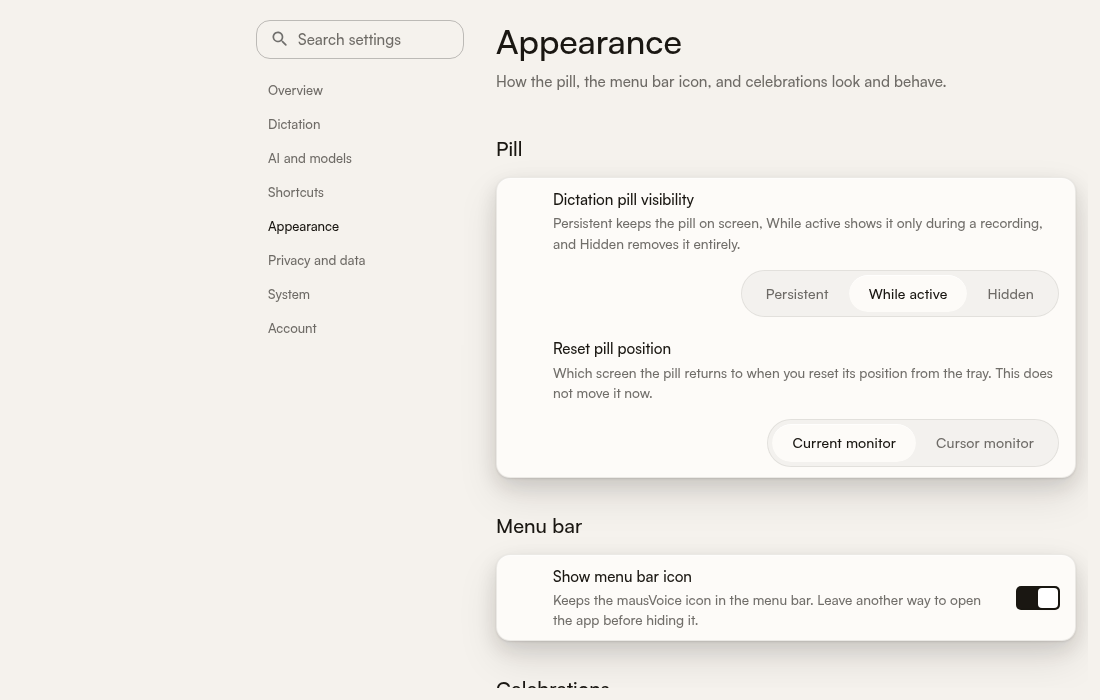 Search settings
Overview
Dictation
AI and models
Shortcuts
Appearance
Privacy and data
System
Account
Appearance
How the pill, the menu bar icon, and celebrations look and behave.
Pill
Dictation pill visibility
Persistent keeps the pill on screen, While active shows it only during a recording,
and Hidden removes it entirely.
Persistent While active Hidden
Reset pill position
Which screen the pill returns to when you reset its position from the tray. This does
not move it now.
Current monitor Cursor monitor
Menu bar
Show menu bar icon
Keeps the mausVoice icon in the menu bar. Leave another way to open
the app before hiding it.
Celebrations